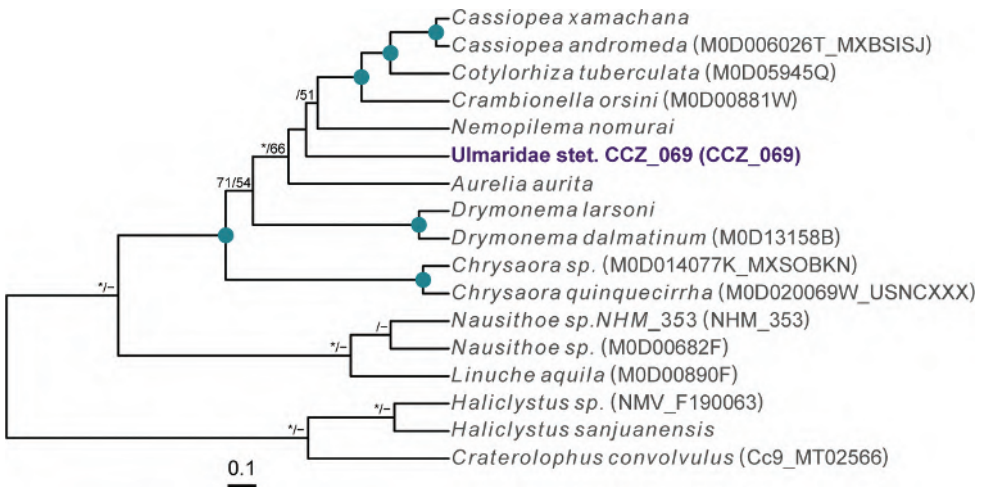 Cassiopea xamachana
Cassiopea andromeda (M0D006026T_MXBSISJ)
Cotylorhiza tuberculata (M0D05945Q)
Crambionella orsini (M0D00881W)
/51
Nemopilema nomurai
*/66
Ulmaridae stet. CCZ_069 (CCZ_069)
71/54
Aurelia aurita
Drymonema larsoni
Drymonema dalmatinum (M0D13158B)
Chrysaora sp. (M0D014077K_MXSOBKN)
*/–
Chrysaora quinquecirrha (M0D020069W_USNCXXX)
Nausithoe sp.NHM_353 (NHM_353)
/–
Nausithoe sp. (M0D00682F)
*/–
Linuche aquila (M0D00890F)
Haliclystus sp. (NMV_F190063)
*/–
Haliclystus sanjuanensis
*/–
Craterolophus convolvulus (Cc9_MT02566)
0.1